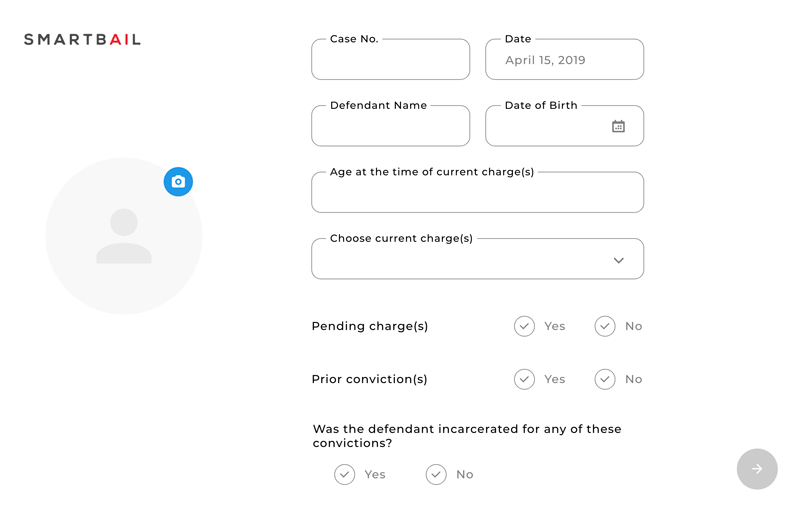 SMARTBAIL
Case No.
Date
April 15, 2019
Defendant Name
Date of Birth
Age at the time of current charge(s)
Choose current charge(s)
Pending charge(s)
Yes
No
Prior conviction(s)
Yes
No
Was the defendant incarcerated for any of these
convictions?
Yes
No